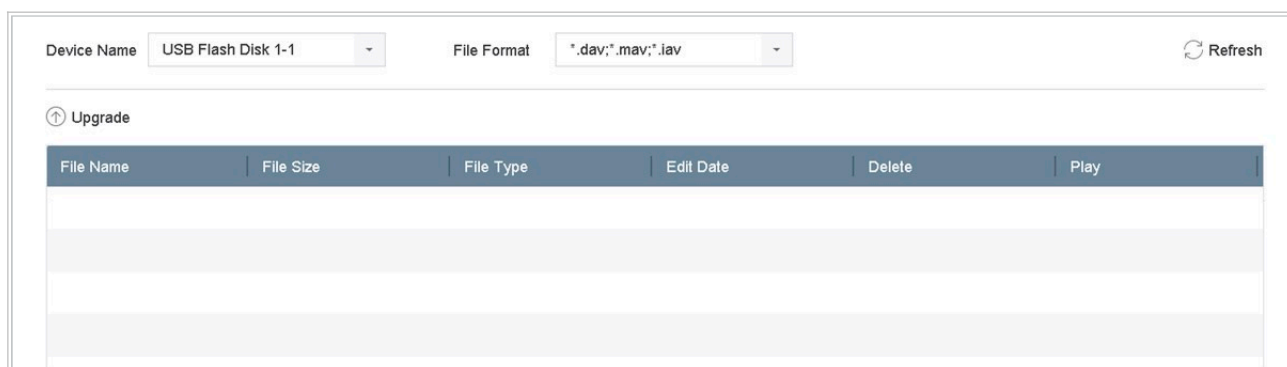 Device Name USB Flash Disk 1-1 File Format *.dav;*.mav;*.iav Refresh
Upgrade
File Name File Size File Type Edit Date Delete Play